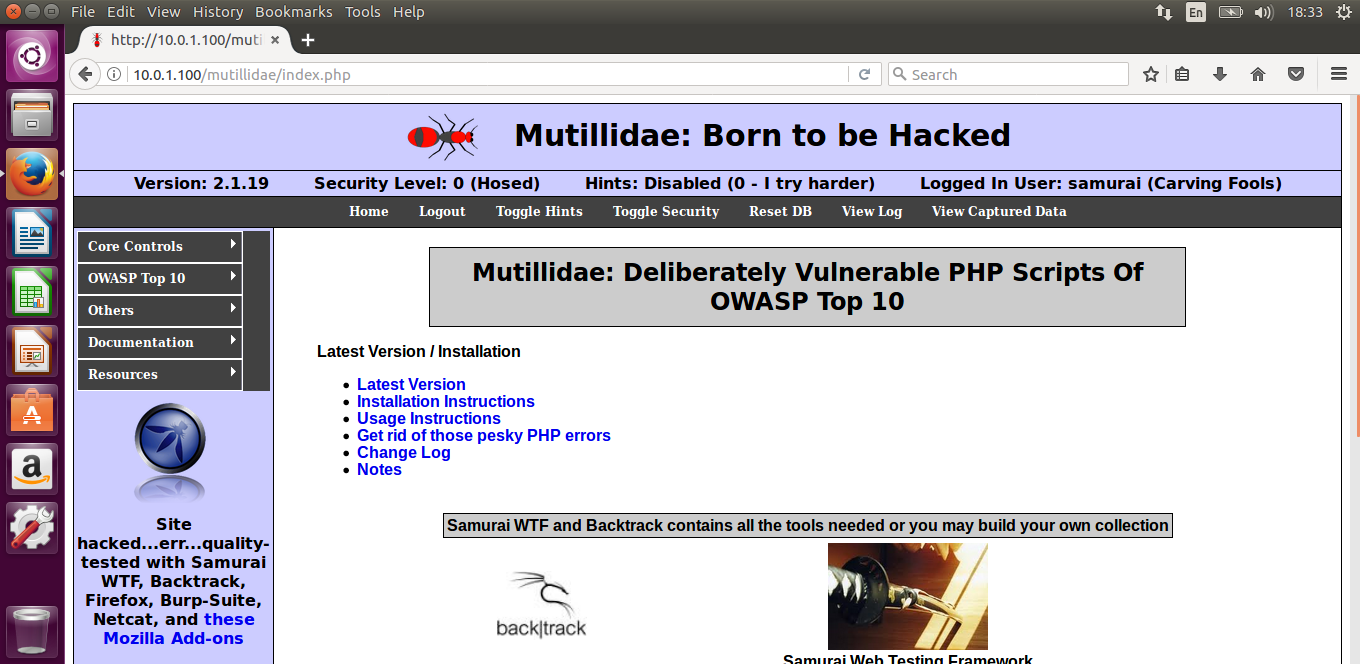 File Edit View History Bookmarks Tools Help
En
18:33
http://10.0.1.100/muti
10.0.1.100/mutillidae/index.php
Search
Mutillidae: Born to be Hacked
Version: 2.1.19 Security Level: 0 (Hosed) Hints: Disabled (0 - I try harder) Logged In User: samurai (Carving Fools)
Home Logout Toggle Hints Toggle Security Reset DB View Log View Captured Data
Core Controls
OWASP Top 10
Others
Documentation
Resources
Site
hacked...err...quality-
tested with Samurai
WTF, Backtrack,
Firefox, Burp-Suite,
Netcat, and these
Mozilla Add-ons
Mutillidae: Deliberately Vulnerable PHP Scripts Of
OWASP Top 10
Latest Version / Installation
Latest Version
Installation Instructions
Usage Instructions
Get rid of those pesky PHP errors
Change Log
Notes
Samurai WTF and Backtrack contains all the tools needed or you may build your own collection
back|track
Samurai Web Testing Framework